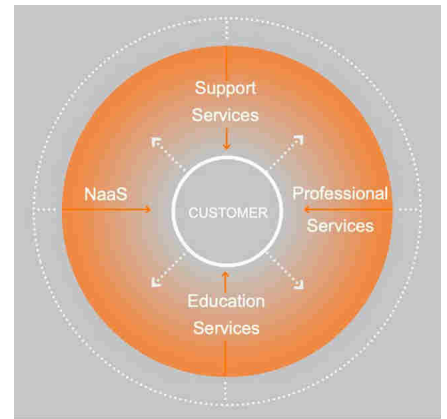 Support
Services
NaaS
CUSTOMER
Professional
Services
Education
Services